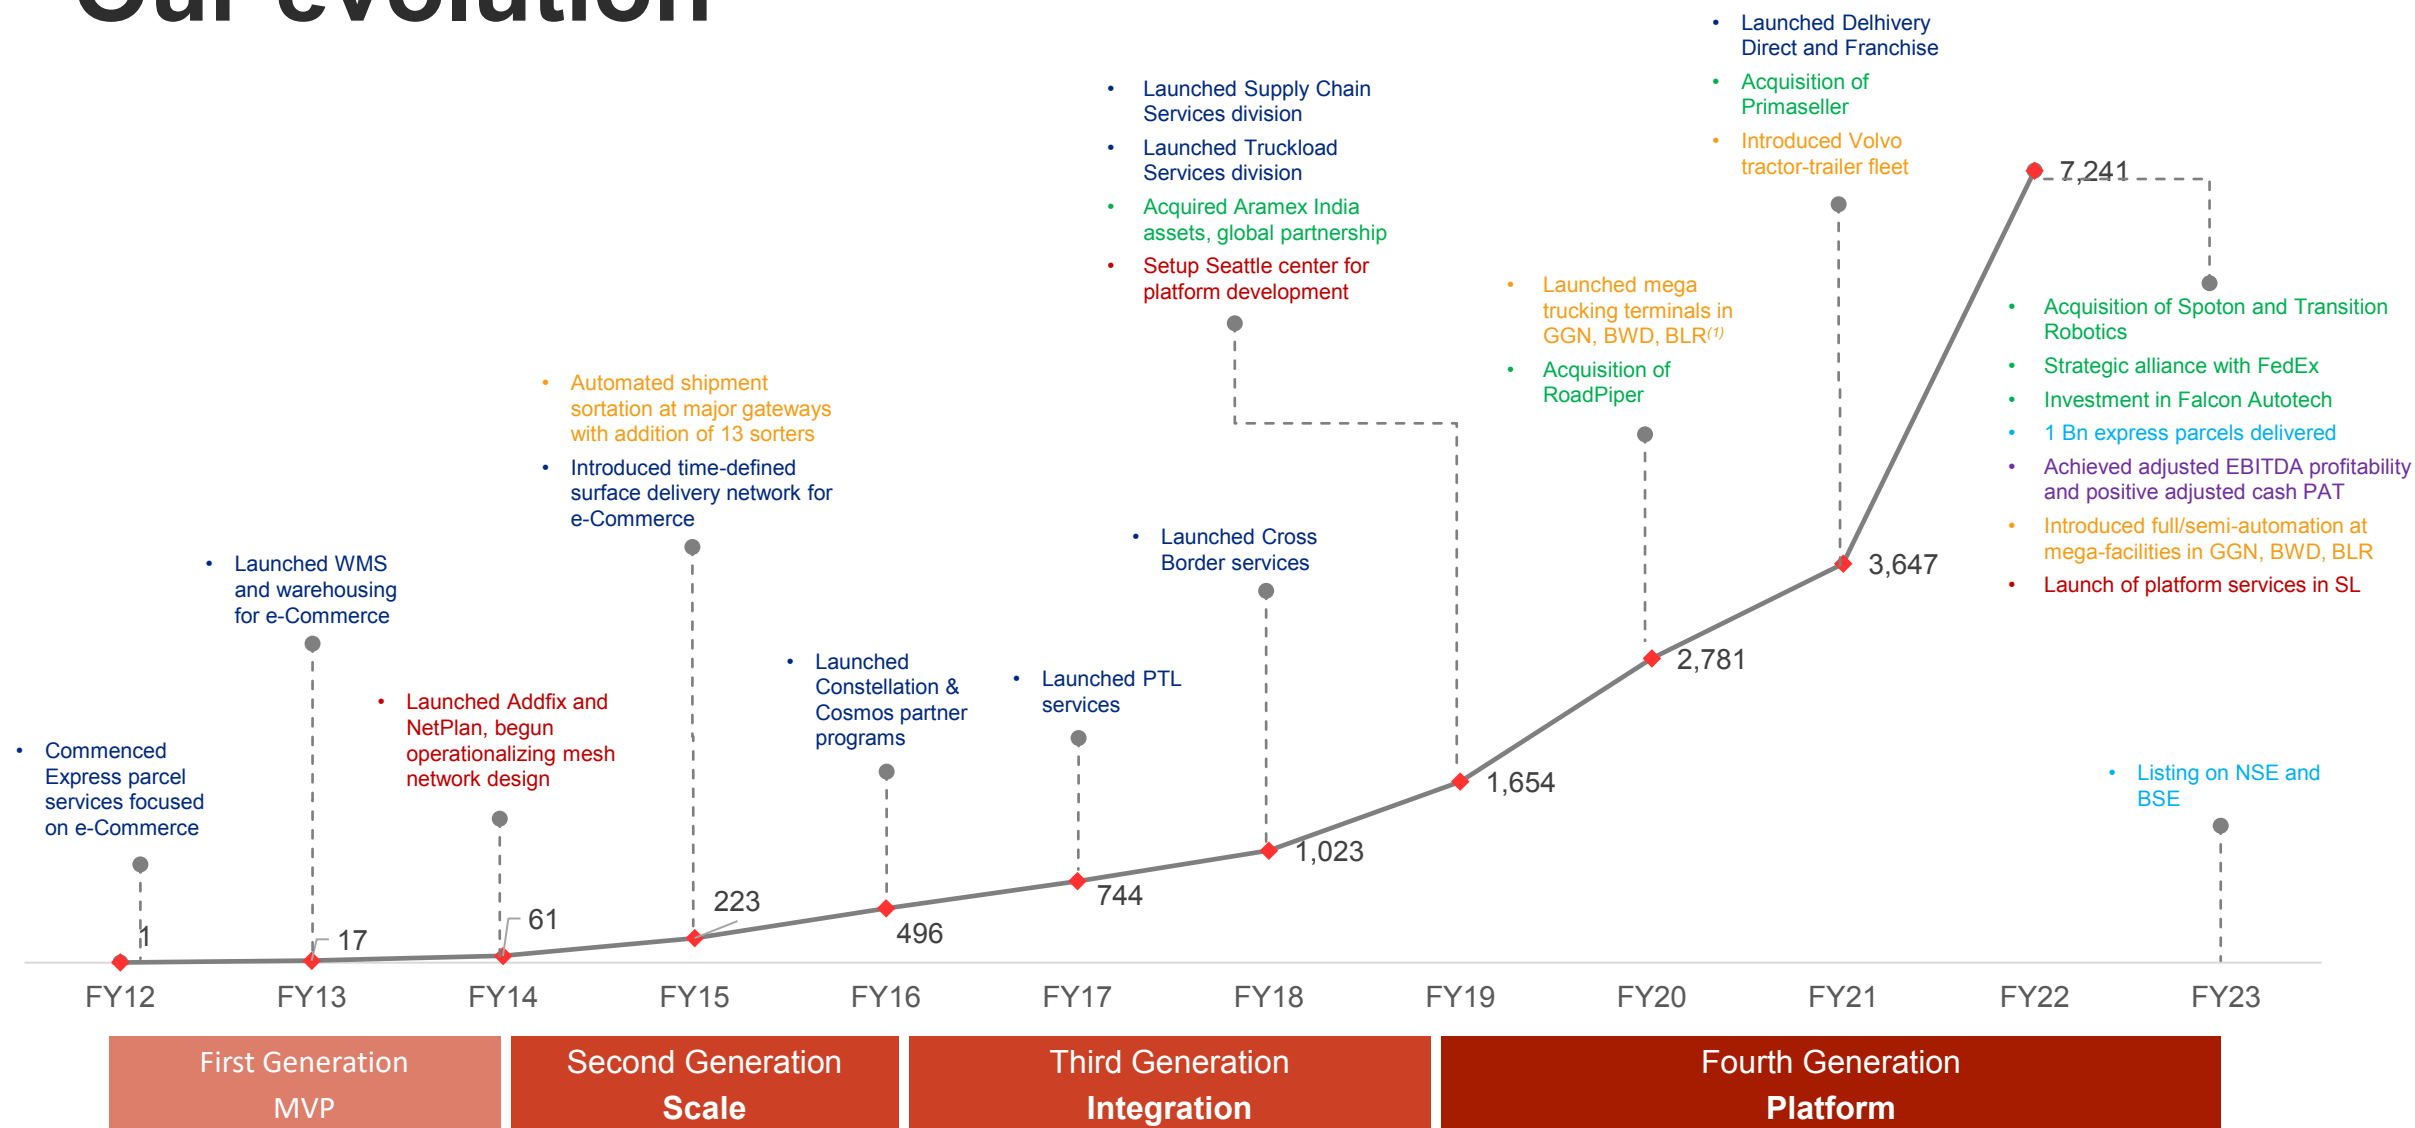 Our evolution
• Launched Delhivery
Direct and Franchise
• Acquisition of
Primaseller
• Introduced Volvo
tractor-trailer fleet
• Launched Supply Chain
Services division
• Launched Truckload
Services division
• Acquired Aramex India
assets, global partnership
• Setup Seattle center for
platform development
7,241
• Launched mega
trucking terminals in
GGN, BWD, BLR(1)
• Acquisition of
RoadPiper
• Acquisition of Spoton and Transition
Robotics
• Strategic alliance with FedEx
• Investment in Falcon Autotech
• 1 Bn express parcels delivered
• Achieved adjusted EBITDA profitability
and positive adjusted cash PAT
• Introduced full/semi-automation at
mega-facilities in GGN, BWD, BLR
• Launch of platform services in SL
• Automated shipment
sortation at major gateways
with addition of 13 sorters
• Introduced time-defined
surface delivery network for
e-Commerce
• Launched WMS
and warehousing
for e-Commerce
• Launched Cross
Border services
3,647
• Launched
Constellation &
Cosmos partner
programs
• Launched PTL
services
2,781
• Launched Addfix and
NetPlan, begun
operationalizing mesh
network design
• Commenced
Express parcel
services focused
on e-Commerce
1,654
• Listing on NSE and
BSE
1,023
744
496
223
61
17
1
FY12 FY13 FY14 FY15 FY16 FY17 FY18 FY19 FY20 FY21 FY22 FY23
First Generation
MVP
Second Generation
Scale
Third Generation
Integration
Fourth Generation
Platform